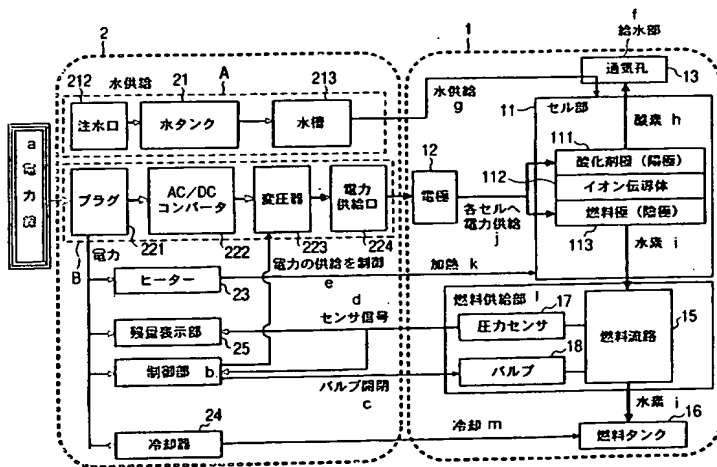 2
1
f
給水部
水供給
A
212
21
213
注水口
水タンク
水槽
水供給
g
通気孔
13
11
セル部
酸素 h
111
酸化剤極（陽極）
112
イオン伝導体
燃料極（陰極）
113
水素 i
a
電力源
プラグ
221
AC/DC
コンバータ
222
変圧器
223
電力
供給口
224
12
電極
各セルへ
電力供給
j
B
電力
ヒーター
23
電力の供給を制御
e
加熱 k
d
センサ信号
残量表示部
25
制御部
b
バルブ開閉
c
燃料供給部 l
17
圧力センサ
18
バルブ
燃料流路
15
水素 i
24
冷却器
冷却 m
燃料タンク
16